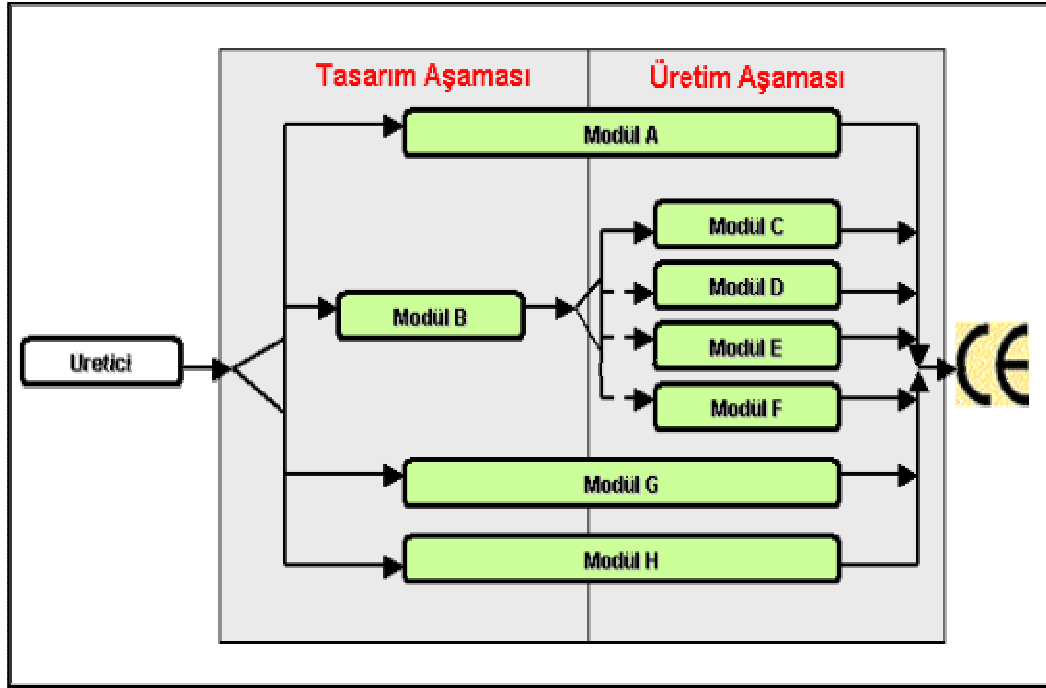 Tasarım Aşaması
Üretim Aşaması
Modül A
Modül C
Modül D
Modül B
Modül E
Uretici
CE
Modül F
Modül G
Modül H